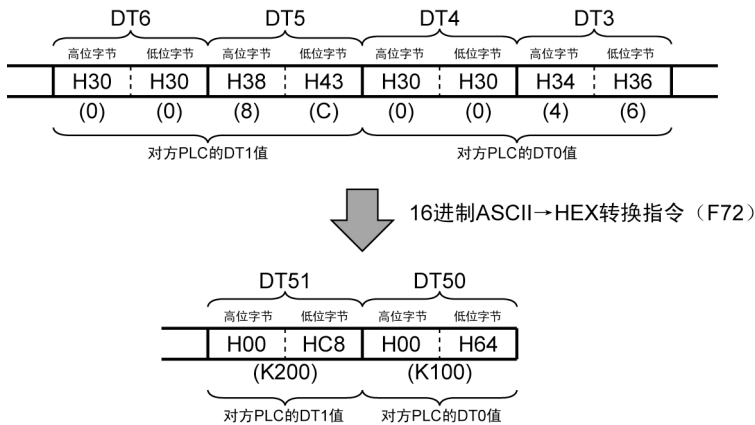 DT6 DT5 DT4 DT3
高位字节 低位字节 高位字节 低位字节 高位字节 低位字节 高位字节 低位字节
H30 H30 H38 H43 H30 H30 H34 H36
(0) (0) (8) (C) (0) (0) (4) (6)
对方PLC的DT1值 对方PLC的DT0值
16进制ASCII→HEX转换指令（F72）
DT51 DT50
高位字节 低位字节 高位字节 低位字节
H00 HC8 H00 H64
(K200) (K100)
对方PLC的DT1值 对方PLC的DT0值